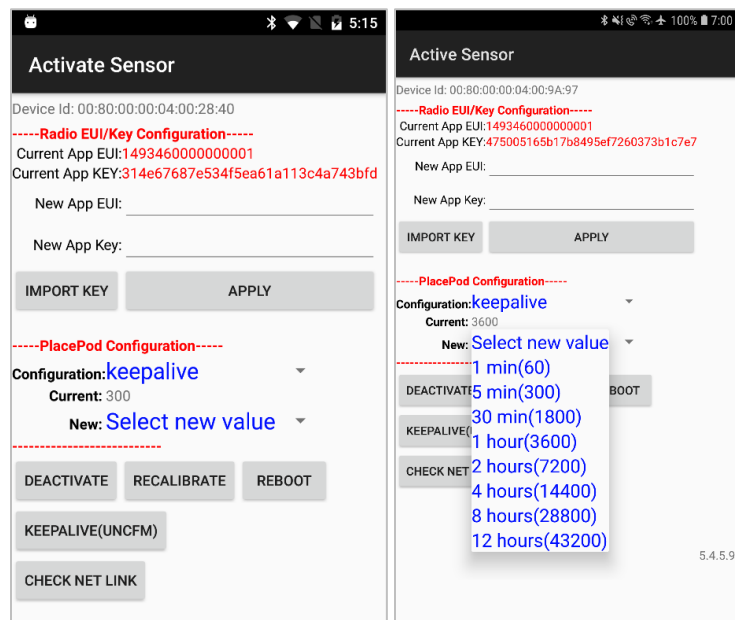 5:15
Activate Sensor
Device Id: 00:80:00:00:04:00:28:40
-----Radio EUI/Key Configuration-----
Current App EUI:1493460000000001
Current App KEY:314e67687e534f5ea61a113c4a743bfd
New App EUI:
New App Key:
IMPORT KEY APPLY
-----PlacePod Configuration-----
Configuration:keepalive
Current: 300
New: Select new value
--------------------------
DEACTIVATE RECALIBRATE REBOOT
KEEPALIVE(UNCFM)
CHECK NET LINK
100% 7:00
Active Sensor
Device Id: 00:80:00:00:04:00:9A:97
-----Radio EUI/Key Configuration-----
Current App EUI:1493460000000001
Current App KEY:475005165b17b8495ef7260373b1c7e7
New App EUI:
New App Key:
IMPORT KEY APPLY
-----PlacePod Configuration-----
Configuration:keepalive
Current: 3600
New: Select new value
1 min(60)
DEACTIVATE 5 min(300) BOOT
30 min(1800)
KEEPALIVE( 1 hour(3600)
CHECK NET 2 hours(7200)
4 hours(14400)
8 hours(28800)
12 hours(43200)
5.4.5.9